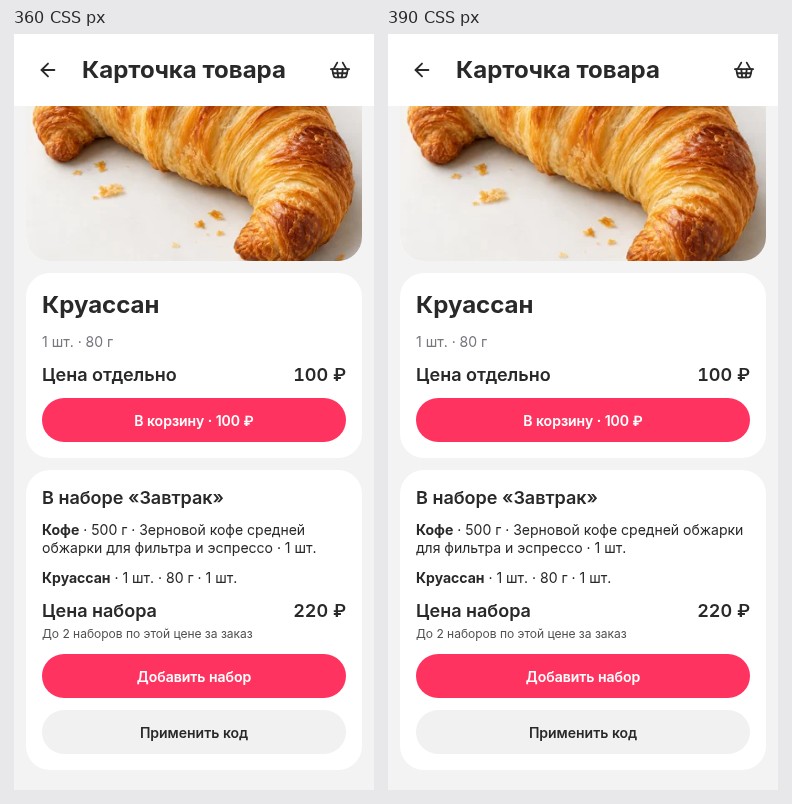 360 CSS px
Карточка товара
Круассан
1 шт. · 80 г
Цена отдельно 100 ₽
В корзину · 100 ₽
В наборе «Завтрак»
Кофе · 500 г · Зерновой кофе средней
обжарки для фильтра и эспрессо · 1 шт.
Круассан · 1 шт. · 80 г · 1 шт.
Цена набора 220 ₽
До 2 наборов по этой цене за заказ
Добавить набор
Применить код
390 CSS px
Карточка товара
Круассан
1 шт. · 80 г
Цена отдельно 100 ₽
В корзину · 100 ₽
В наборе «Завтрак»
Кофе · 500 г · Зерновой кофе средней обжарки
для фильтра и эспрессо · 1 шт.
Круассан · 1 шт. · 80 г · 1 шт.
Цена набора 220 ₽
До 2 наборов по этой цене за заказ
Добавить набор
Применить код